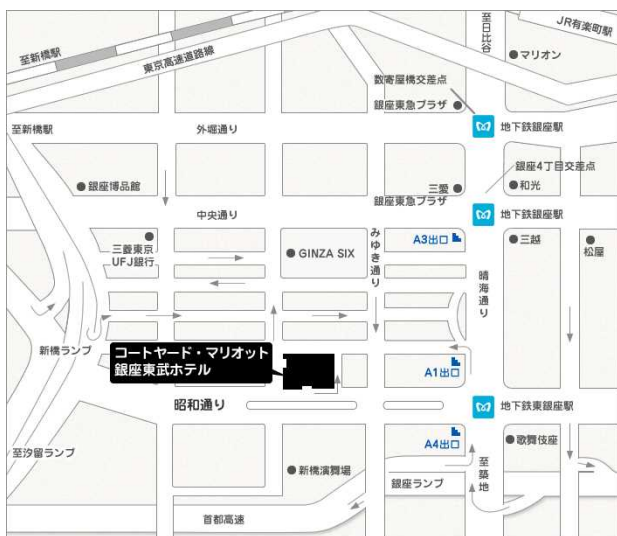 至新橋駅
東京高速道路線
至日比谷
JR有楽町駅
マリオン
数寄屋橋交差点
銀座東急プラザ
至新橋駅
外堀通り
地下鉄銀座駅
銀座4丁目交差点
銀座博品館
三愛
和光
銀座東急プラザ
中央通り
地下鉄銀座駅
三菱東京
UFJ銀行
GINZA SIX
みゆき通り
A3出口
三越
松屋
晴海通り
新橋ランプ
コートヤード・マリオット
銀座東武ホテル
A1出口
昭和通り
地下鉄東銀座駅
A4出口
歌舞伎座
至汐留ランプ
新橋演舞場
銀座ランプ
至築地
首都高速